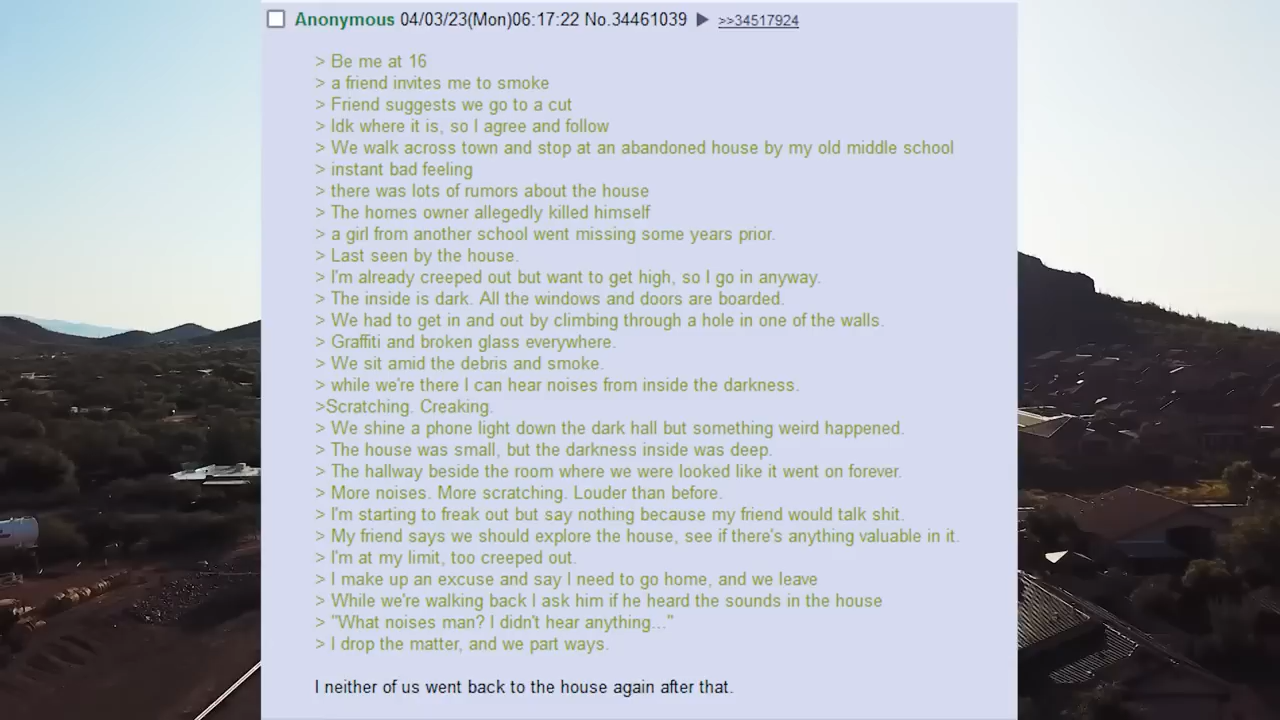 Anonymous 04/03/23(Mon)06:17:22 No.34461039 ▶ >>34517924
> Be me at 16
> a friend invites me to smoke
> Friend suggests we go to a cut
> Idk where it is, so I agree and follow
> We walk across town and stop at an abandoned house by my old middle school
> instant bad feeling
> there was lots of rumors about the house
> The homes owner allegedly killed himself
> a girl from another school went missing some years prior.
> Last seen by the house.
> I'm already creeped out but want to get high, so I go in anyway.
> The inside is dark. All the windows and doors are boarded.
> We had to get in and out by climbing through a hole in one of the walls.
> Graffiti and broken glass everywhere.
> We sit amid the debris and smoke.
> while we're there I can hear noises from inside the darkness.
>Scratching. Creaking.
> We shine a phone light down the dark hall but something weird happened.
> The house was small, but the darkness inside was deep.
> The hallway beside the room where we were looked like it went on forever.
> More noises. More scratching. Louder than before.
> I'm starting to freak out but say nothing because my friend would talk shit.
> My friend says we should explore the house, see if there's anything valuable in it.
> I'm at my limit, too creeped out.
> I make up an excuse and say I need to go home, and we leave
> While we're walking back I ask him if he heard the sounds in the house
> "What noises man? I didn't hear anything..."
> I drop the matter, and we part ways.
I neither of us went back to the house again after that.